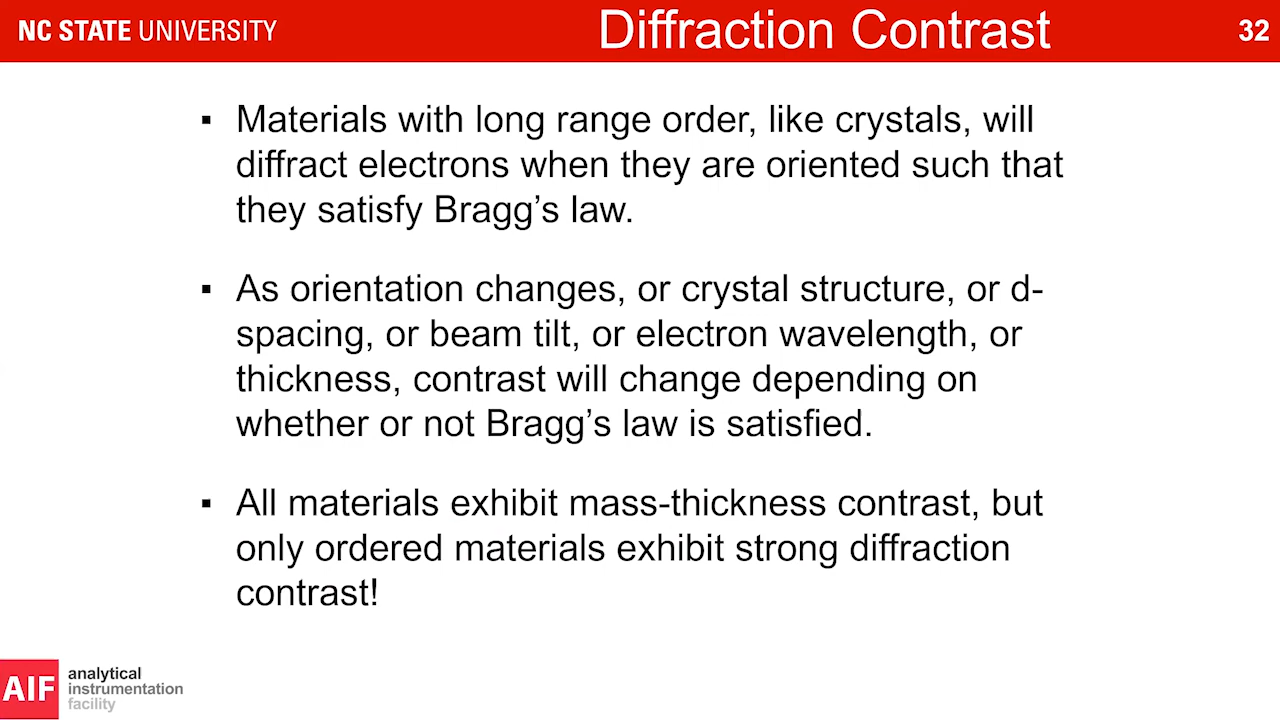 NC STATE UNIVERSITY
Diffraction Contrast
32
▪ Materials with long range order, like crystals, will
diffract electrons when they are oriented such that
they satisfy Bragg’s law.
▪ As orientation changes, or crystal structure, or d-
spacing, or beam tilt, or electron wavelength, or
thickness, contrast will change depending on
whether or not Bragg’s law is satisfied.
▪ All materials exhibit mass-thickness contrast, but
only ordered materials exhibit strong diffraction
contrast!
AIF
analytical
instrumentation
facility